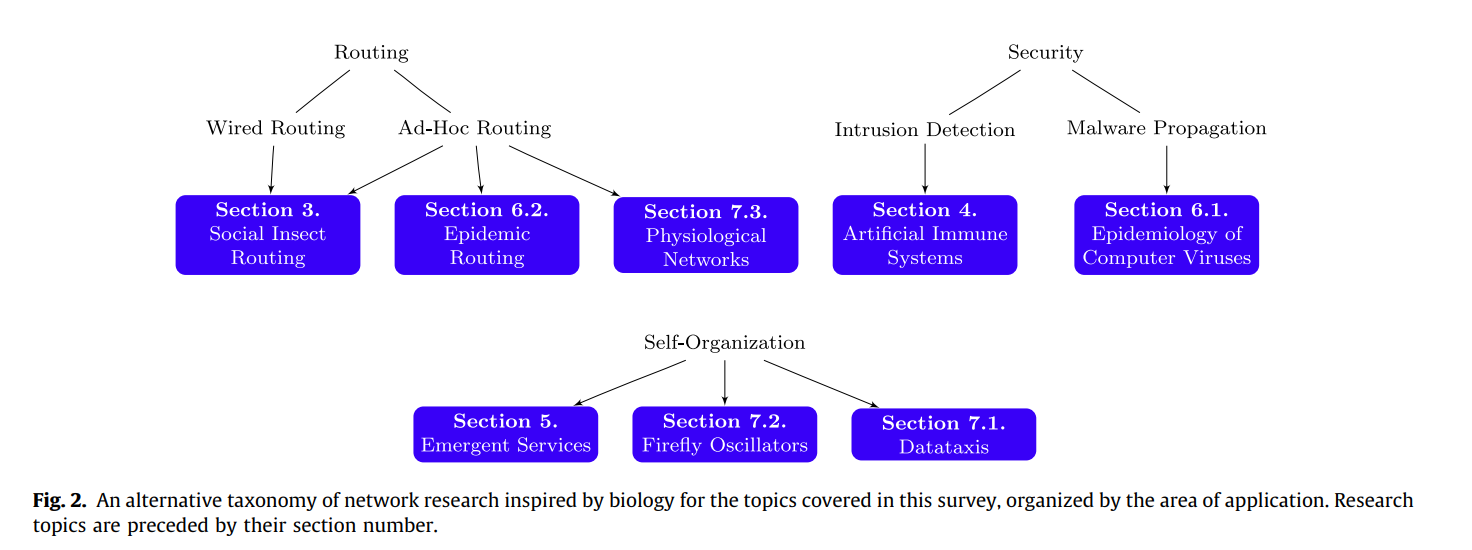 Routing
Security
Wired Routing
Ad-Hoc Routing
Intrusion Detection
Malware Propagation
Section 3.
Social Insect
Routing
Section 6.2.
Epidemic
Routing
Section 7.3.
Physiological
Networks
Section 4.
Artificial Immune
Systems
Section 6.1.
Epidemiology of
Computer Viruses
Self-Organization
Section 5.
Emergent Services
Section 7.2.
Firefly Oscillators
Section 7.1.
Datataxis
Fig. 2. An alternative taxonomy of network research inspired by biology for the topics covered in this survey, organized by the area of application. Research
topics are preceded by their section number.